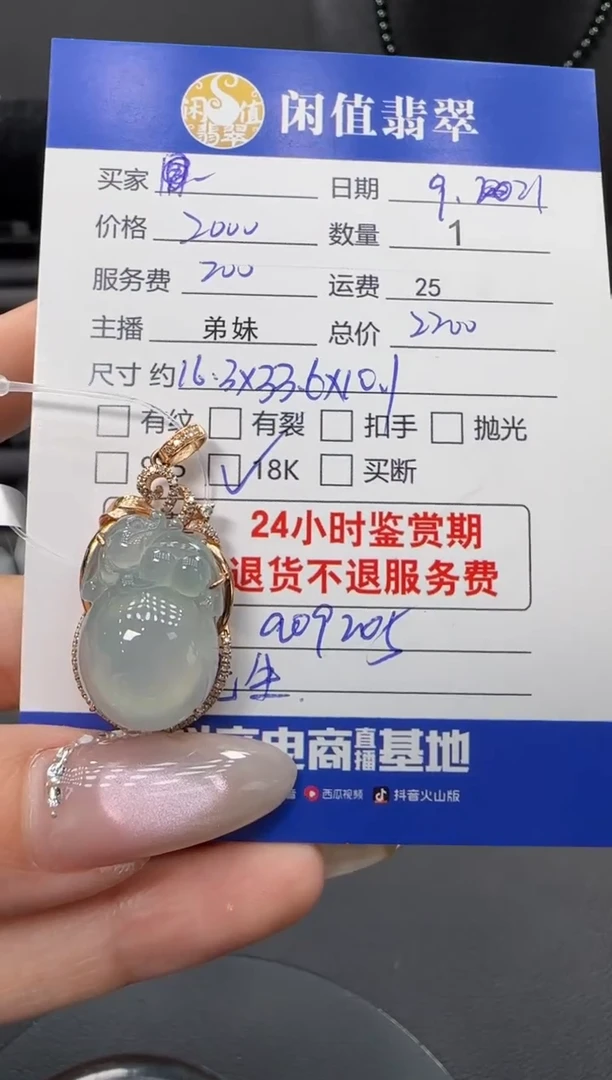 闲值翡翠
闲值翡翠
买家 日期 9. 21
价格 2000 数量 1
服务费 200 运费 25
主播 弟妹 总价 2200
尺寸 约 16.3x33.6x10.1
有纹 有裂 扣手 抛光
✓ 18K 买断
24小时鉴赏期
退货不退服务费
a09205
生
电商直播基地
音 西瓜视频 抖音火山版